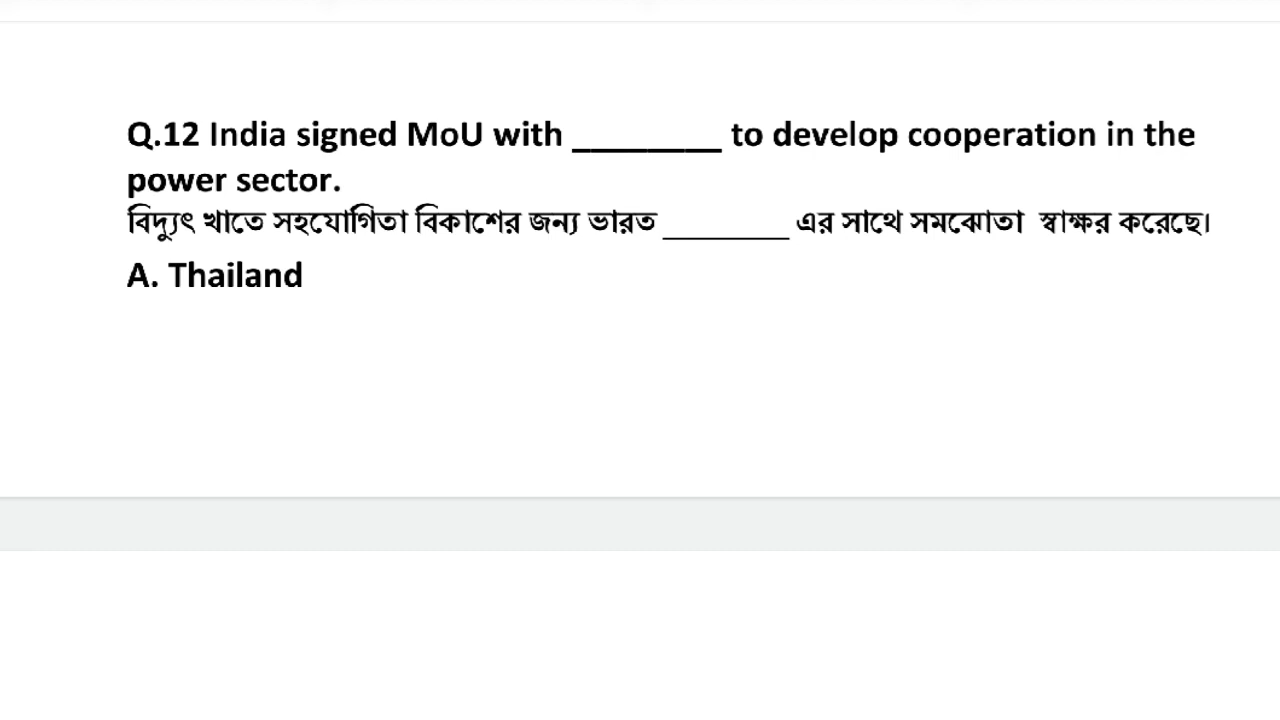 Q.12 India signed MoU with ________ to develop cooperation in the
power sector.
বিদ্যুৎ খাতে সহযোগিতা বিকাশের জন্য ভারত ________ এর সাথে সমঝোতা স্বাক্ষর করেছে।
A. Thailand